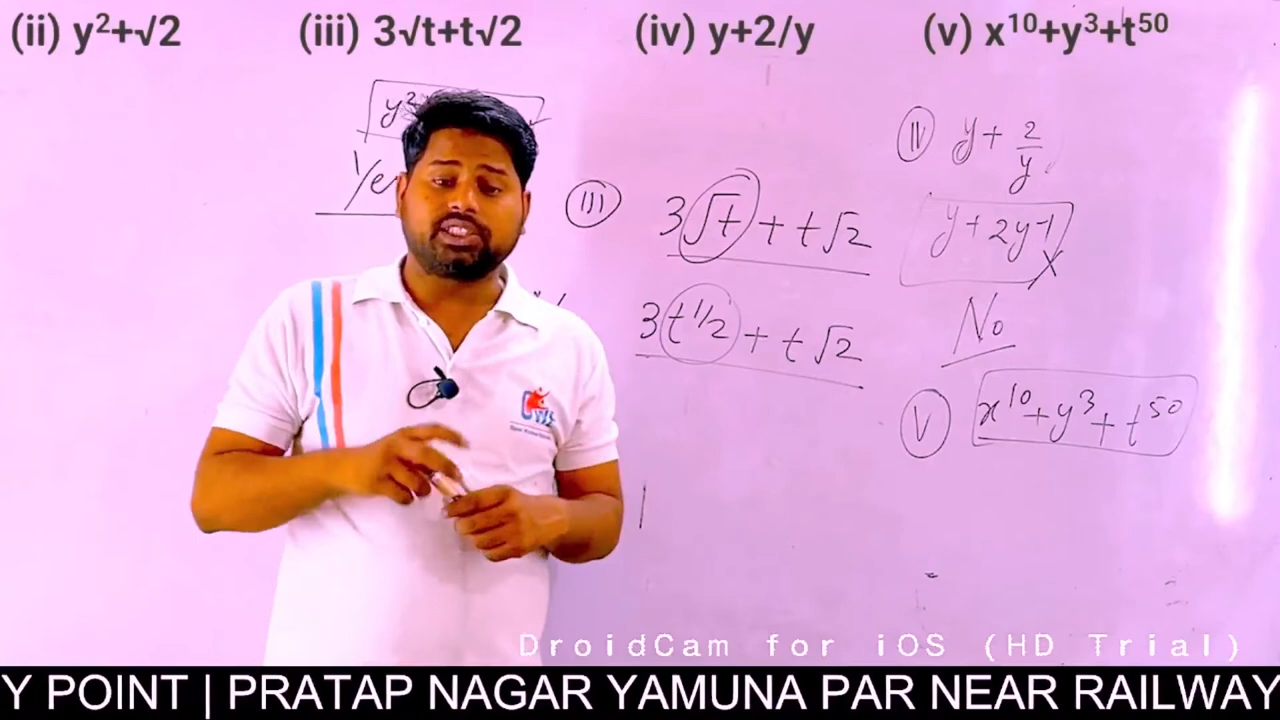 (ii) y²+√2 (iii) 3√t+t√2 (iv) y+2/y (v) x¹⁰+y³+t⁵⁰
y²
Ye
(III) 3√t + t√2
3t^1/2 + t√2
(IV) y + 2/y
y + 2y⁻¹
No
(V) x¹⁰+y³+t⁵⁰
DroidCam for iOS (HD Trial)
Y POINT | PRATAP NAGAR YAMUNA PAR NEAR RAILWAY